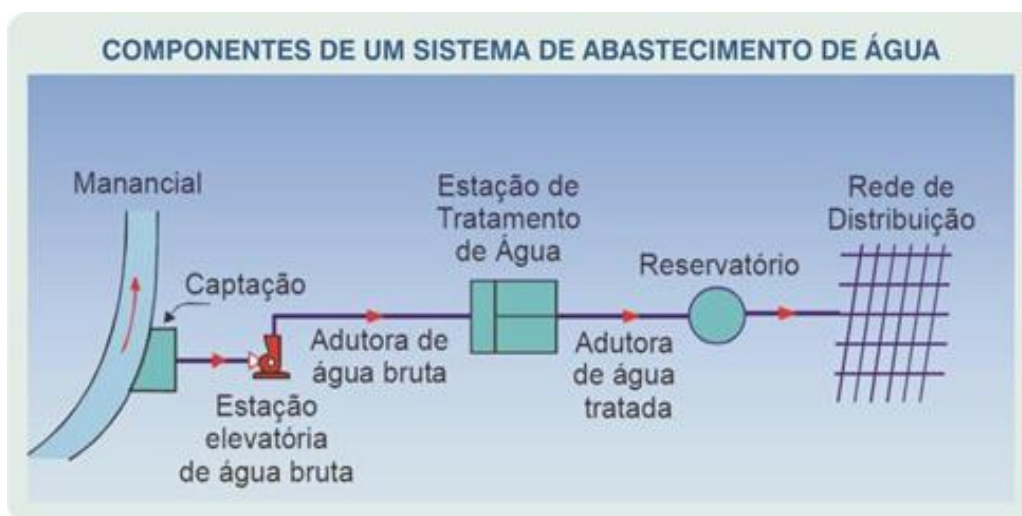 COMPONENTES DE UM SISTEMA DE ABASTECIMENTO DE ÁGUA
Manancial
Captação
Estação
elevatória
de água bruta
Adutora de
água bruta
Estação de
Tratamento
de Água
Adutora
de água
tratada
Reservatório
Rede de
Distribuição